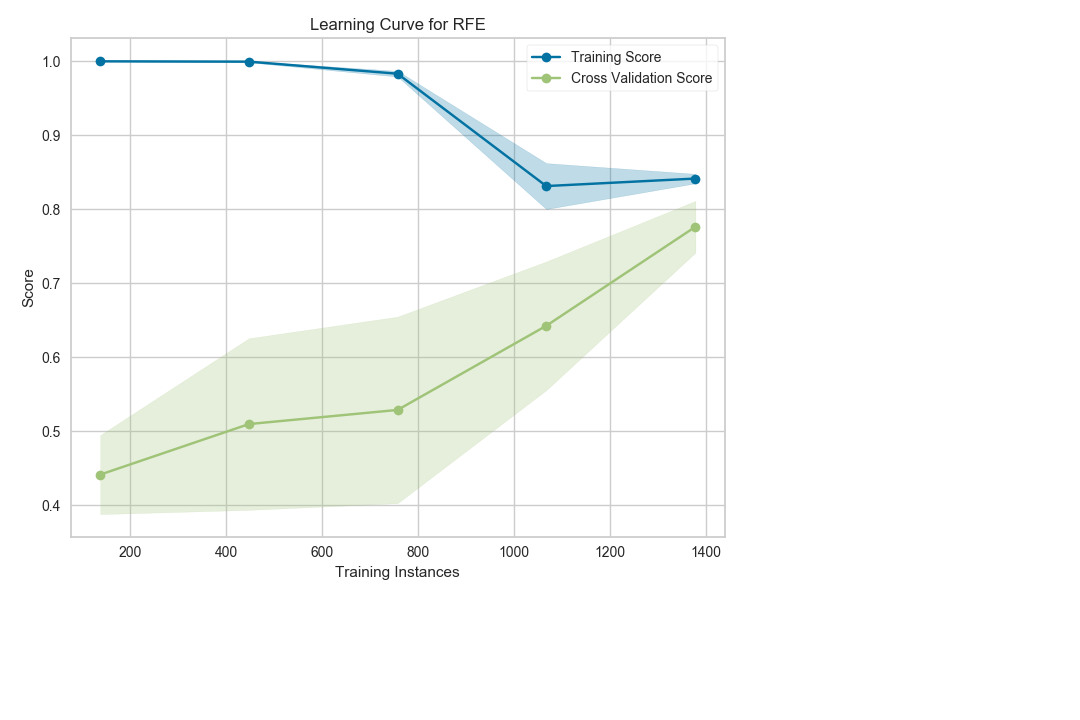 Learning Curve for RFE
Training Score
Cross Validation Score
1.0
0.9
0.8
0.7
0.6
0.5
0.4
Score
200 400 600 800 1000 1200 1400
Training Instances